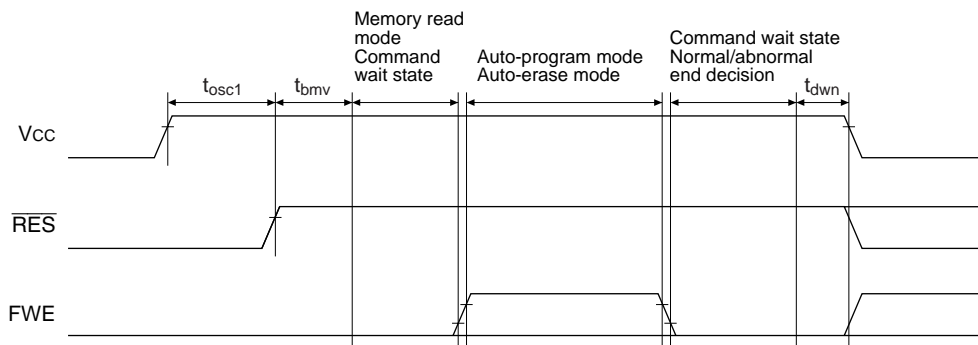 Memory read
mode
Command
wait state
Auto-program mode
Auto-erase mode
Command wait state
Normal/abnormal
end decision
tosc1
tbmv
tdwn
VCC
RES
FWE